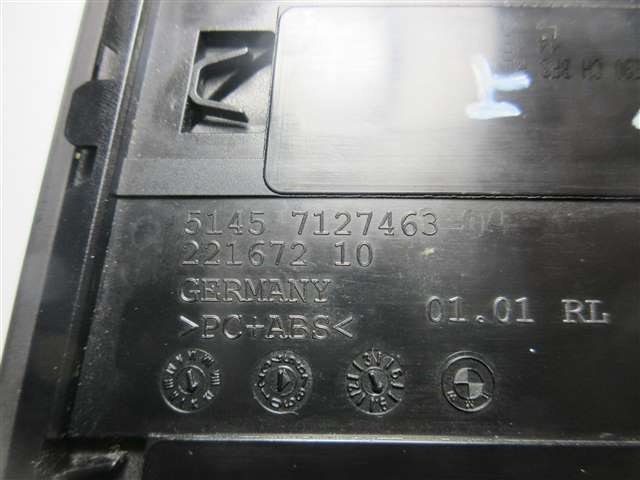 5145 7127463
221672 10
GERMANY
>PC+ABS<
01.01 RL